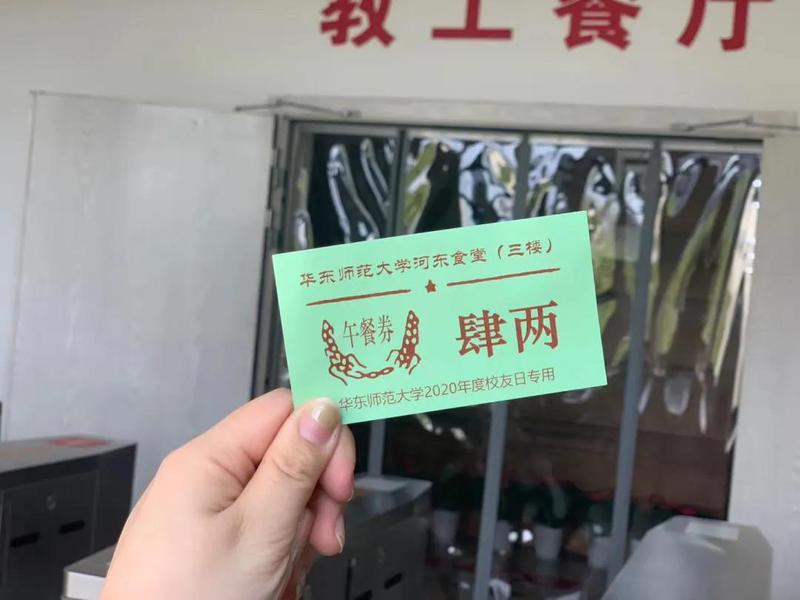 教工餐厅
华东师范大学河东食堂（三楼）
午餐券
肆两
华东师范大学2020年度校友日专用